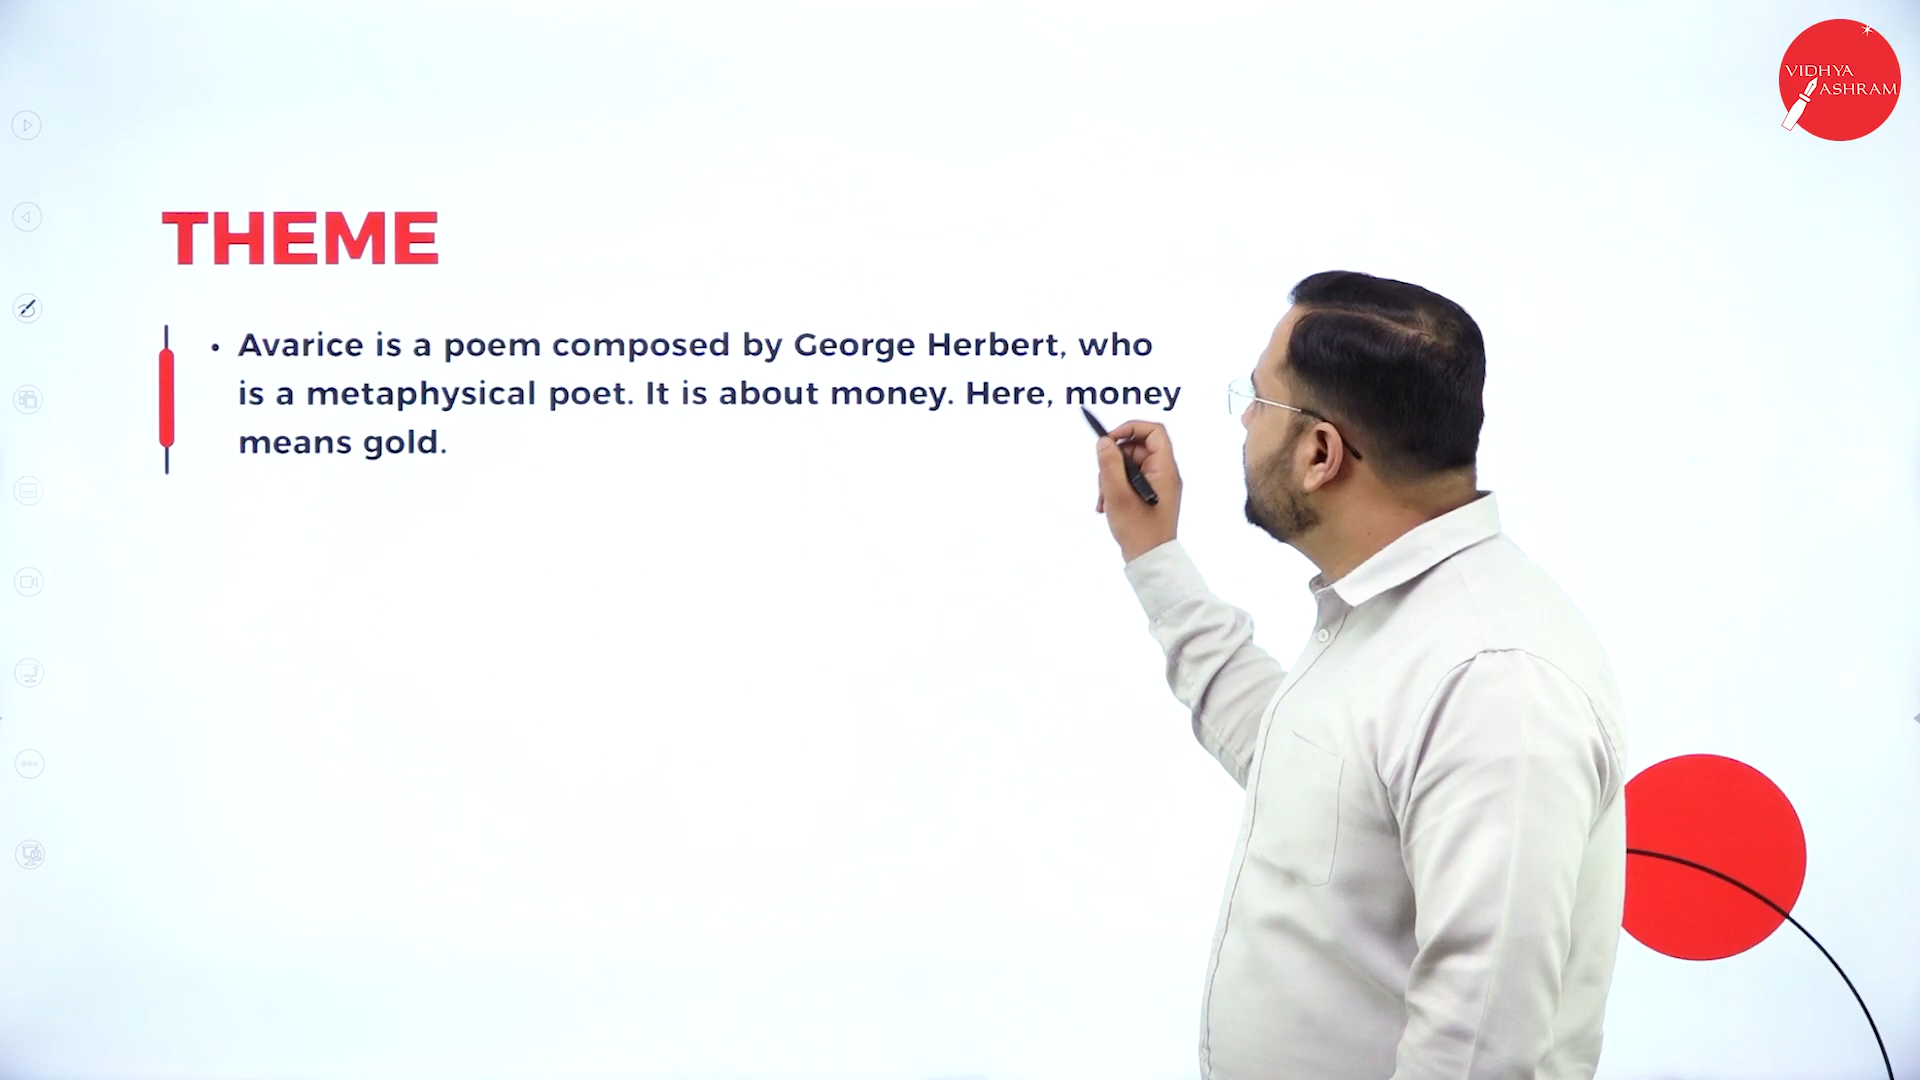 VIDHYA
ASHRAM
THEME
• Avarice is a poem composed by George Herbert, who
is a metaphysical poet. It is about money. Here, money
means gold.